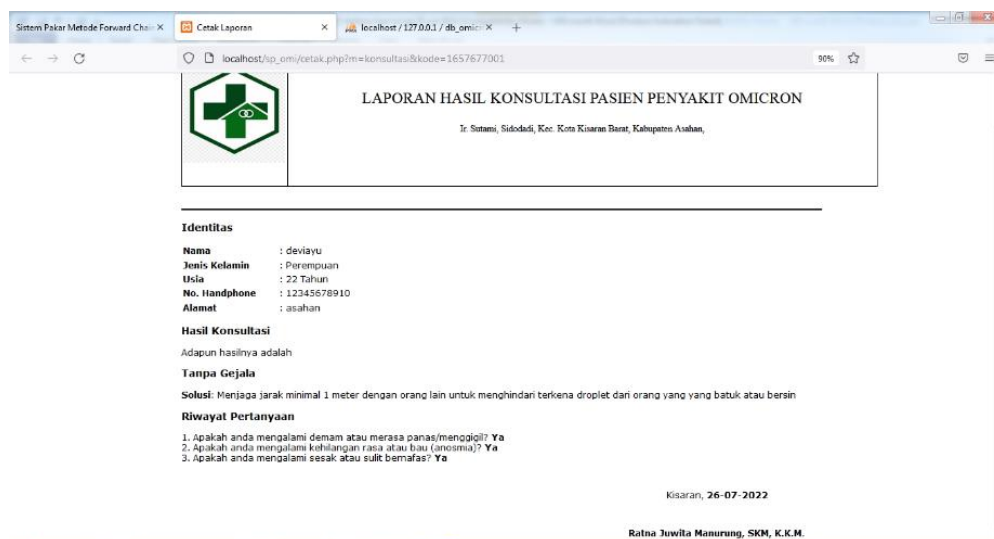 Sistem Pakar Metode Forward Chai
Cetak Laporan
localhost / 127.0.0.1 / db_omicr
localhost/sp_omi/cetak.php?m=konsultasi&kode=1657677001
90%
LAPORAN HASIL KONSULTASI PASIEN PENYAKIT OMICRON
Ir. Sutami, Sidodadi, Kec. Kota Kisaran Barat, Kabupaten Asahan,
Identitas
Nama : deviayu
Jenis Kelamin : Perempuan
Usia : 22 Tahun
No. Handphone : 12345678910
Alamat : asahan
Hasil Konsultasi
Adapun hasilnya adalah
Tanpa Gejala
Solusi: Menjaga jarak minimal 1 meter dengan orang lain untuk menghindari terkena droplet dari orang yang yang batuk atau bersin
Riwayat Pertanyaan
1. Apakah anda mengalami demam atau merasa panas/menggigil? Ya
2. Apakah anda mengalami kehilangan rasa atau bau (anosmia)? Ya
3. Apakah anda mengalami sesak atau sulit bernafas? Ya
Kisaran, 26-07-2022
Ratna Juwita Manurung, SKM, K.K.M.